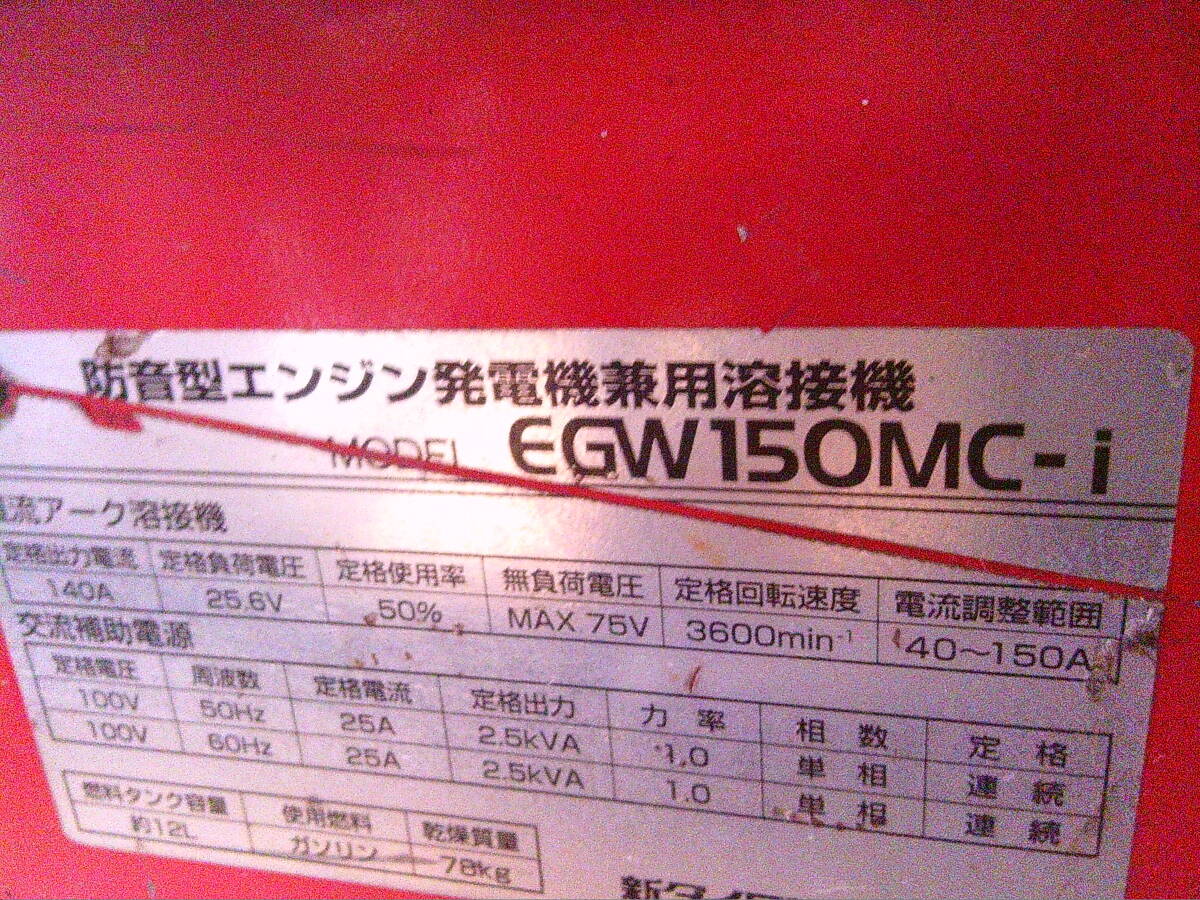 防音型エンジン発電機兼用溶接機
MODEL EGW150MC-i
流アーク溶接機
定格出力電流 定格負荷電圧 定格使用率 無負荷電圧 定格回転速度 電流調整範囲
140A 25.6V 50% MAX 75V 3600min⁻¹ 40～150A
交流補助電源
定格電圧 周波数 定格電流 定格出力 力率 相数 定格
100V 50Hz 25A 2.5kVA 1.0 単相 連続
100V 60Hz 25A 2.5kVA 1.0 単相 連続
燃料タンク容量 使用燃料 乾燥質量
約12L ガソリン 78kg